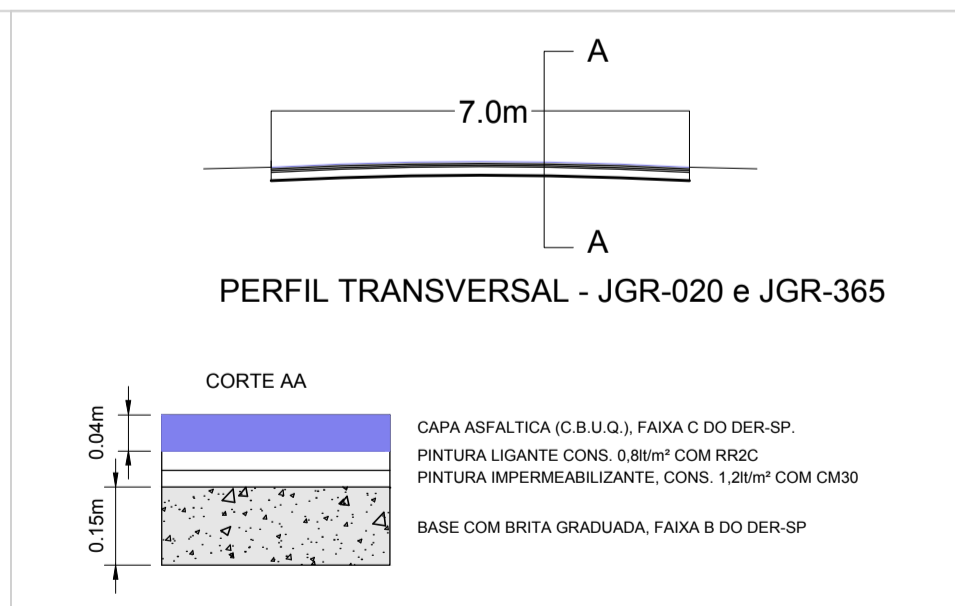 A
7.0m
A
PERFIL TRANSVERSAL - JGR-020 e JGR-365
CORTE AA
0.04m
CAPA ASFALTICA (C.B.U.Q.), FAIXA C DO DER-SP.
PINTURA LIGANTE CONS. 0,8lt/m² COM RR2C
PINTURA IMPERMEABILIZANTE, CONS. 1,2lt/m² COM CM30
0.15m
BASE COM BRITA GRADUADA, FAIXA B DO DER-SP